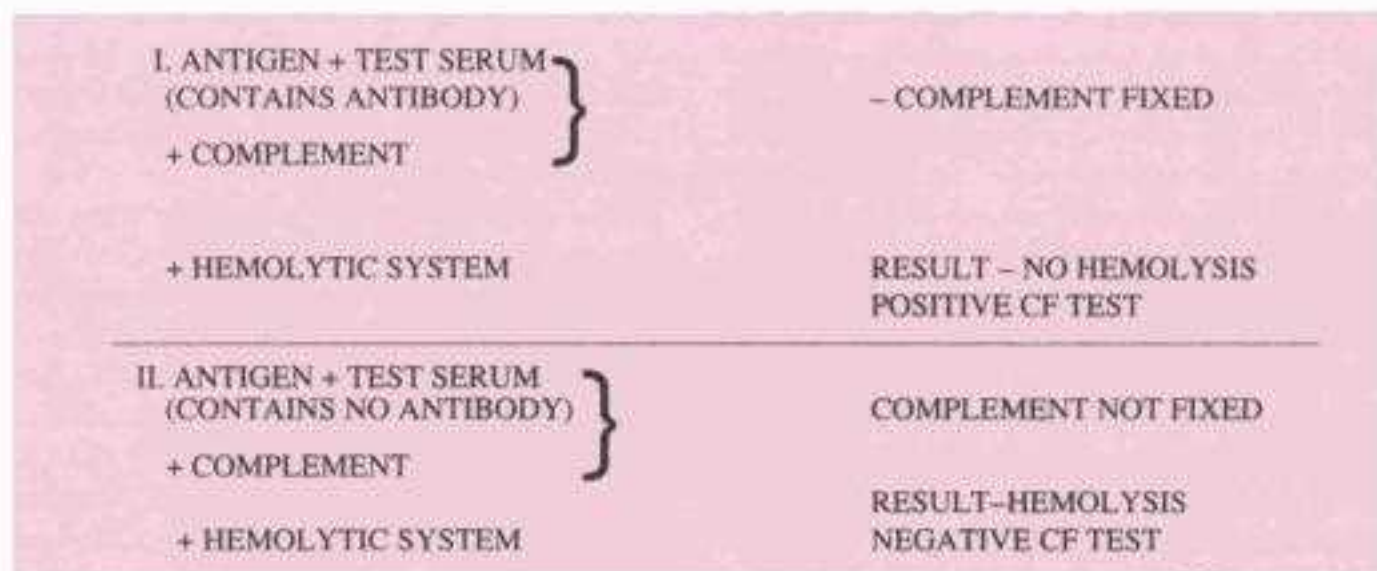 I. ANTIGEN + TEST SERUM
(CONTAINS ANTIBODY)
– COMPLEMENT FIXED
+ COMPLEMENT
+ HEMOLYTIC SYSTEM
RESULT – NO HEMOLYSIS
POSITIVE CF TEST
II. ANTIGEN + TEST SERUM
(CONTAINS NO ANTIBODY)
COMPLEMENT NOT FIXED
+ COMPLEMENT
RESULT–HEMOLYSIS
+ HEMOLYTIC SYSTEM
NEGATIVE CF TEST